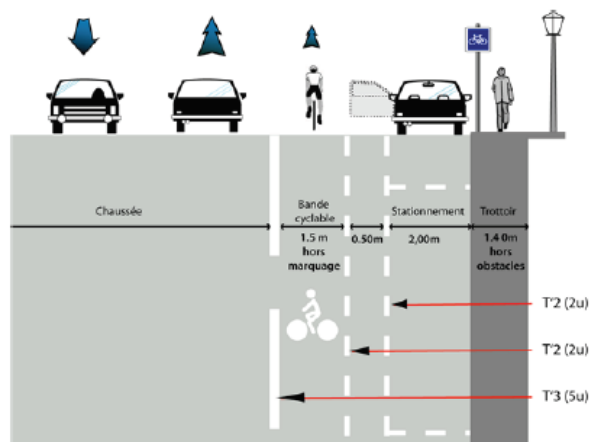 Chaussée
Bande
cyclable
1.5 m
hors
marquage
0.50m
Stationnement
2,00m
Trottoir
1.40m
hors
obstacles
T'2 (2u)
T'2 (2u)
T'3 (5u)